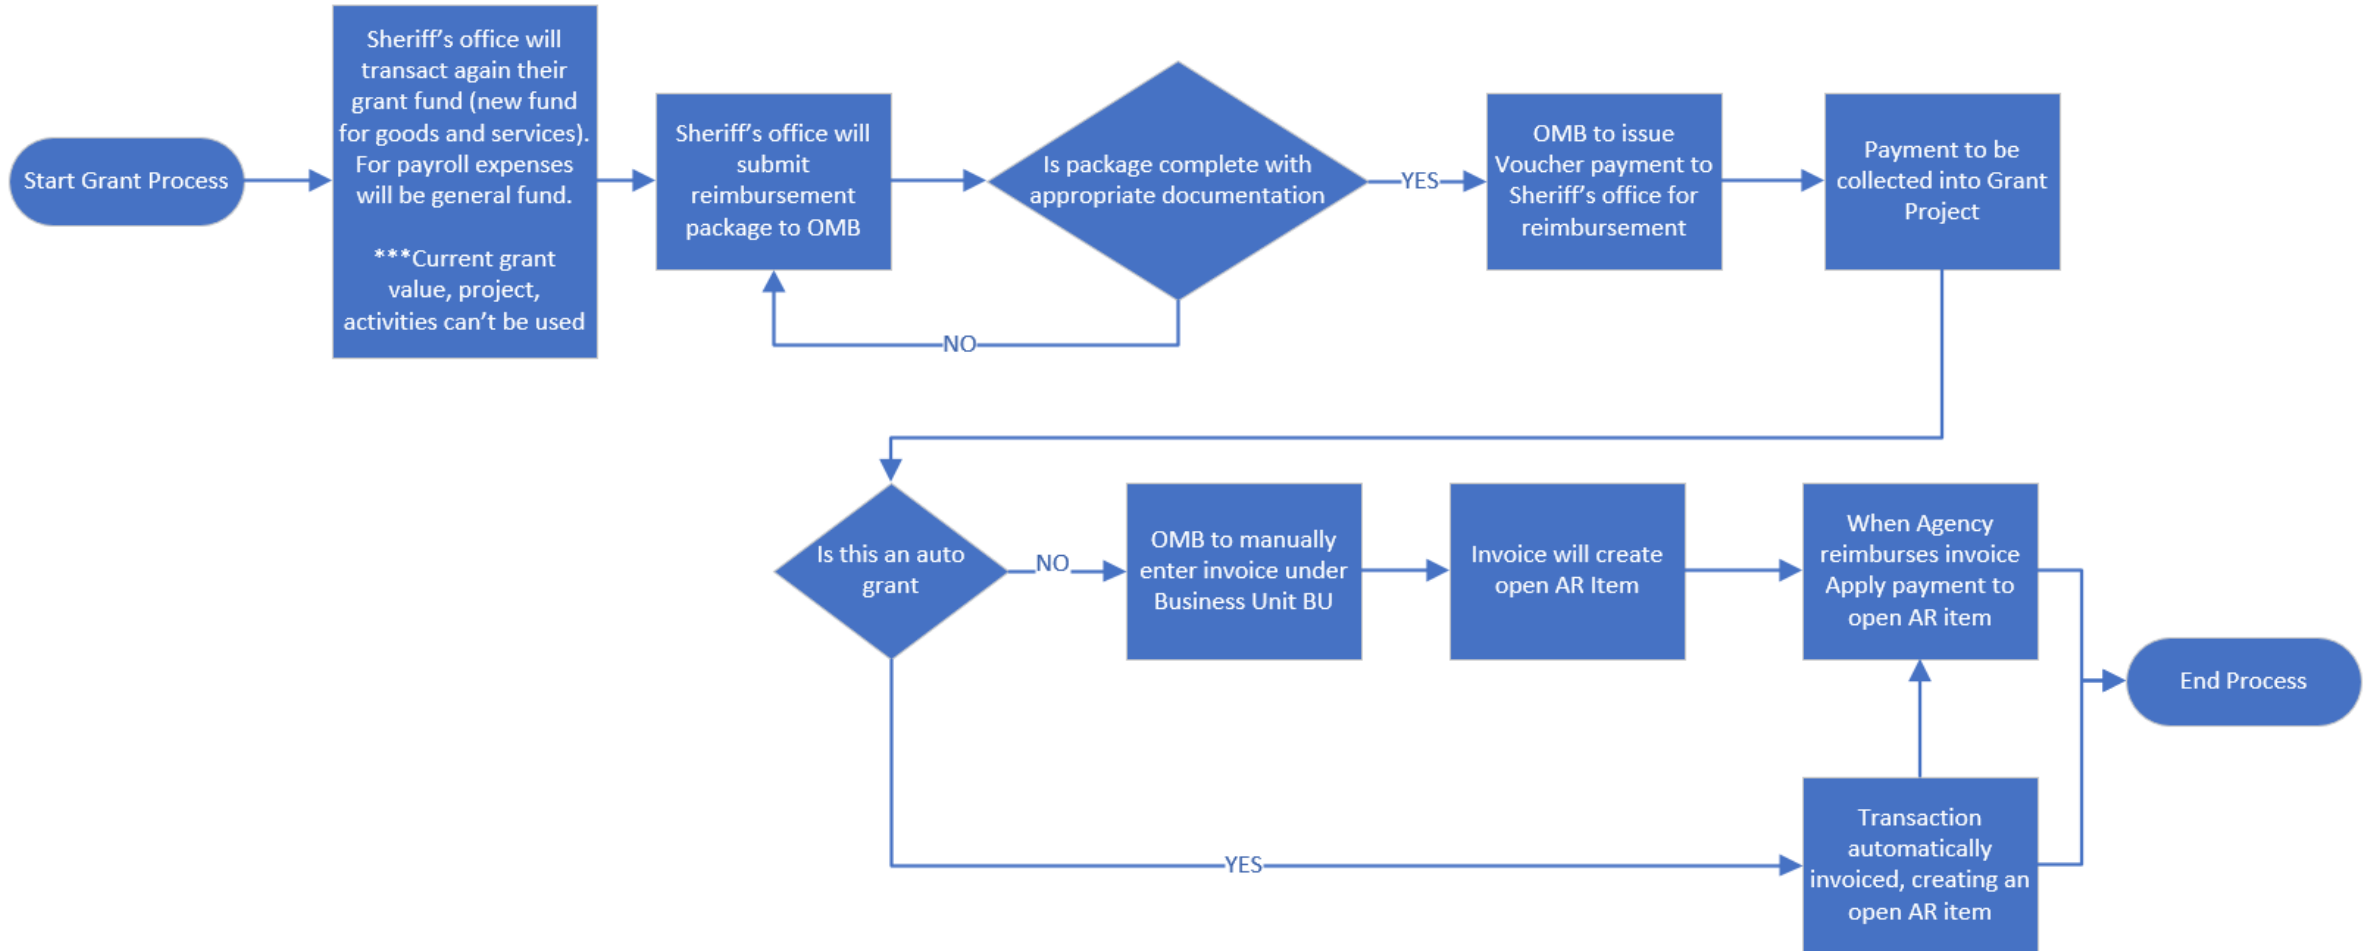 Start Grant Process
Sheriff’s office will
transact again their
grant fund (new fund
for goods and services).
For payroll expenses
will be general fund.
***Current grant
value, project,
activities can’t be used
Sheriff’s office will
submit
reimbursement
package to OMB
Is package complete with
appropriate documentation
YES
NO
OMB to issue
Voucher payment to
Sheriff’s office for
reimbursement
Payment to be
collected into Grant
Project
Is this an auto
grant
NO
OMB to manually
enter invoice under
Business Unit BU
Invoice will create
open AR Item
When Agency
reimburses invoice
Apply payment to
open AR item
End Process
YES
Transaction
automatically
invoiced, creating an
open AR item